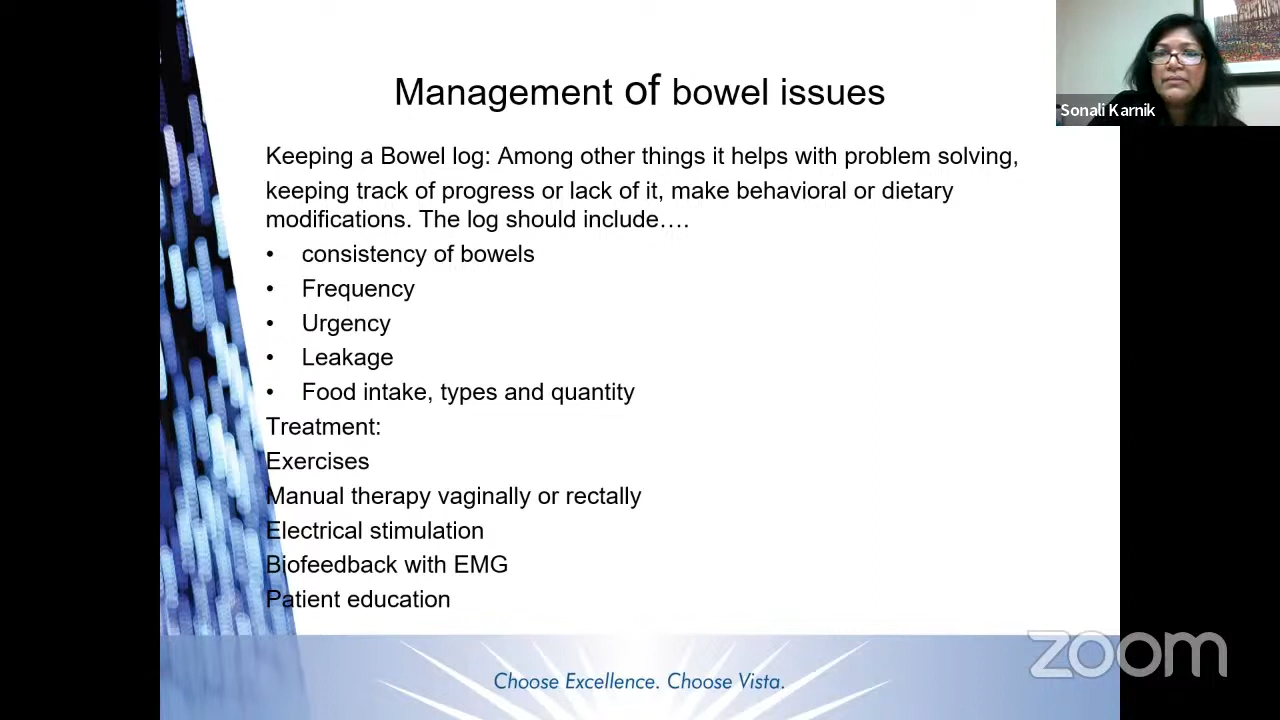 Management of bowel issues
Sonali Karnik
Keeping a Bowel log: Among other things it helps with problem solving,
keeping track of progress or lack of it, make behavioral or dietary
modifications. The log should include….
• consistency of bowels
• Frequency
• Urgency
• Leakage
• Food intake, types and quantity
Treatment:
Exercises
Manual therapy vaginally or rectally
Electrical stimulation
Biofeedback with EMG
Patient education
zoom
Choose Excellence. Choose Vista.